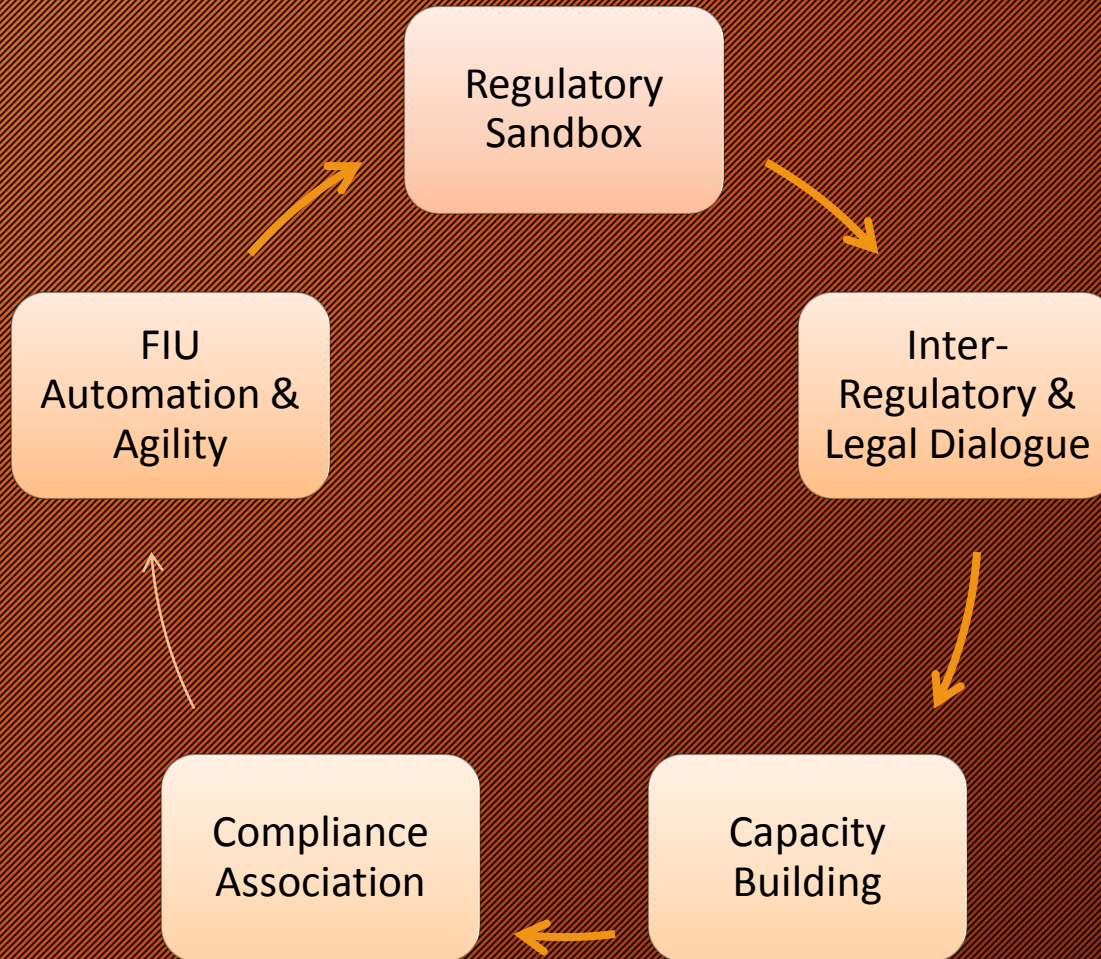 Regulatory
Sandbox
FIU
Automation &
Agility
Inter-
Regulatory &
Legal Dialogue
Compliance
Association
Capacity
Building